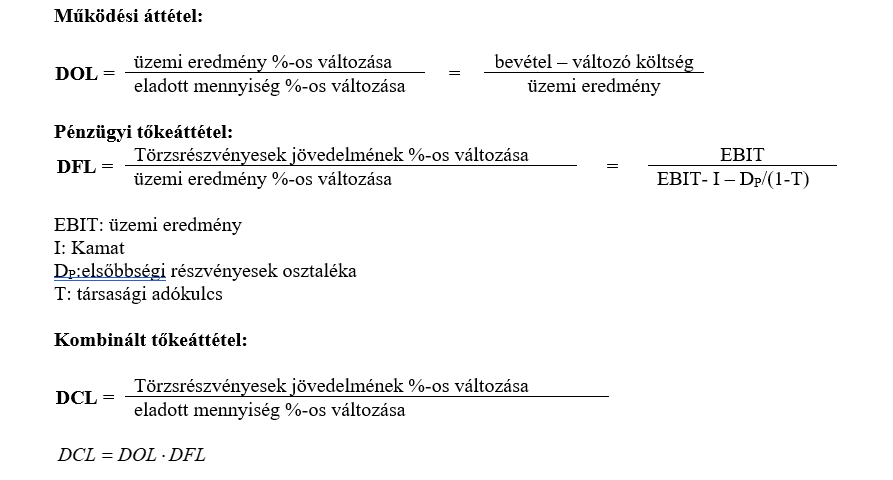 Működési áttétel:
DOL = üzemi eredmény %-os változása / eladott mennyiség %-os változása = bevétel – változó költség / üzemi eredmény
Pénzügyi tőkeáttétel:
DFL = Törzsrészvényesek jövedelmének %-os változása / üzemi eredmény %-os változása = EBIT / EBIT- I – DP/(1-T)
EBIT: üzemi eredmény
I: Kamat
DP:elsőbbségi részvényesek osztaléka
T: társasági adókulcs
Kombinált tőkeáttétel:
DCL = Törzsrészvényesek jövedelmének %-os változása / eladott mennyiség %-os változása
DCL = DOL · DFL